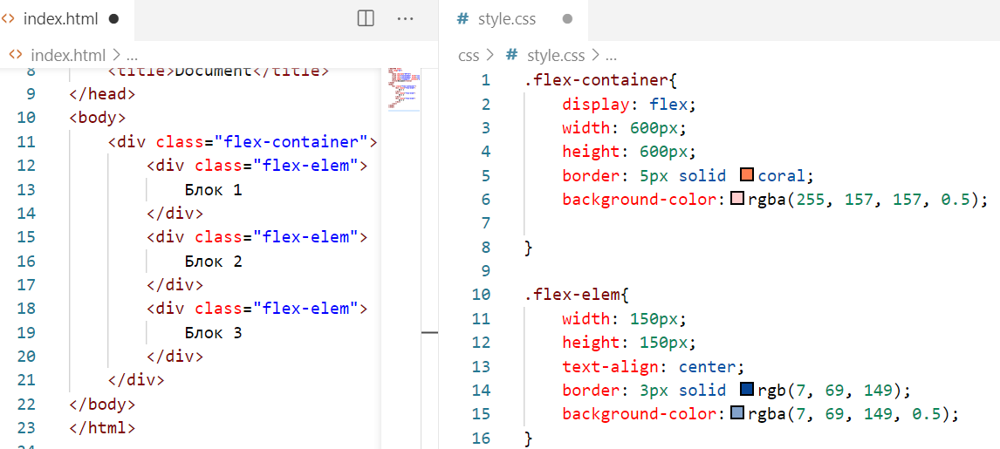 index.html
index.html > ...
8 <title>Document</title>
9 </head>
10 <body>
11 <div class="flex-container">
12 <div class="flex-elem">
13 Блок 1
14 </div>
15 <div class="flex-elem">
16 Блок 2
17 </div>
18 <div class="flex-elem">
19 Блок 3
20 </div>
21 </div>
22 </body>
23 </html>
# style.css
css > # style.css > ...
1 .flex-container{
2 display: flex;
3 width: 600px;
4 height: 600px;
5 border: 5px solid coral;
6 background-color: rgba(255, 157, 157, 0.5);
7
8 }
9
10 .flex-elem{
11 width: 150px;
12 height: 150px;
13 text-align: center;
14 border: 3px solid rgb(7, 69, 149);
15 background-color: rgba(7, 69, 149, 0.5);
16 }